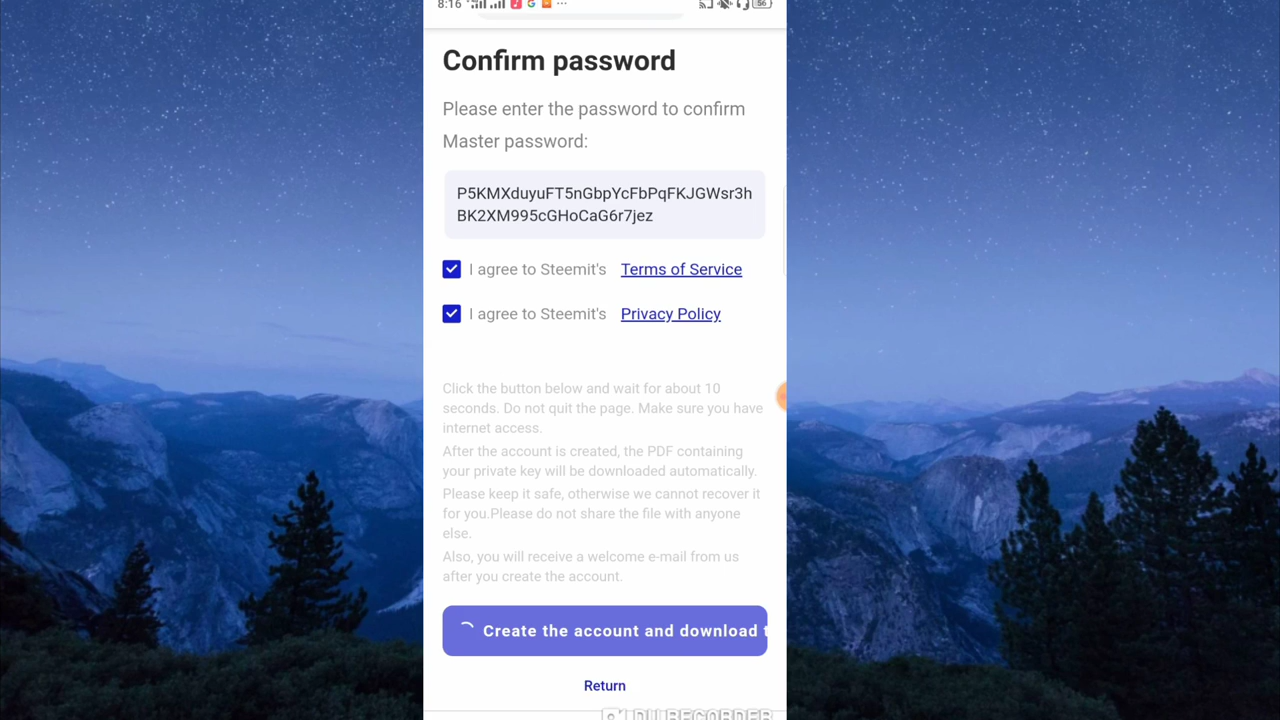 8:16 56
Confirm password
Please enter the password to confirm
Master password:
P5KMXduyuFT5nGbpYcFbPqFKJGWsr3h
BK2XM995cGHoCaG6r7jez
I agree to Steemit's Terms of Service
I agree to Steemit's Privacy Policy
Click the button below and wait for about 10
seconds. Do not quit the page. Make sure you have
internet access.
After the account is created, the PDF containing
your private key will be downloaded automatically.
Please keep it safe, otherwise we cannot recover it
for you.Please do not share the file with anyone
else.
Also, you will receive a welcome e-mail from us
after you create the account.
Create the account and download t
Return
DU RECORDER